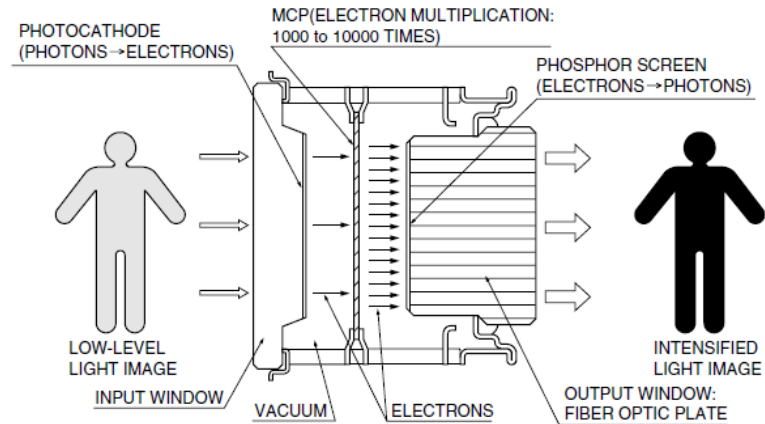 PHOTOCATHODE
(PHOTONS→ELECTRONS)
MCP(ELECTRON MULTIPLICATION:
1000 to 10000 TIMES)
PHOSPHOR SCREEN
(ELECTRONS→PHOTONS)
LOW-LEVEL
LIGHT IMAGE
INPUT WINDOW
VACUUM
ELECTRONS
OUTPUT WINDOW:
FIBER OPTIC PLATE
INTENSIFIED
LIGHT IMAGE